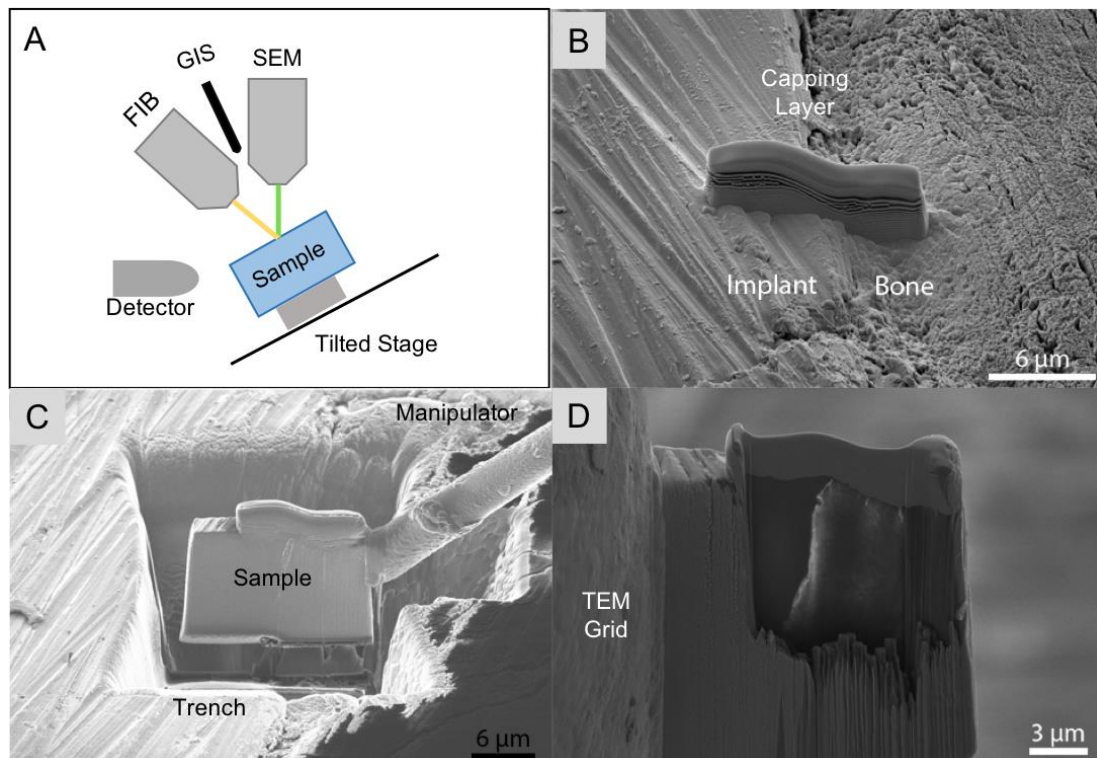 A
FIB
GIS
SEM
Sample
Detector
Tilted Stage
B
Capping
Layer
Implant
Bone
6 μm
C
Manipulator
Sample
Trench
6 μm
D
TEM
Grid
3 μm